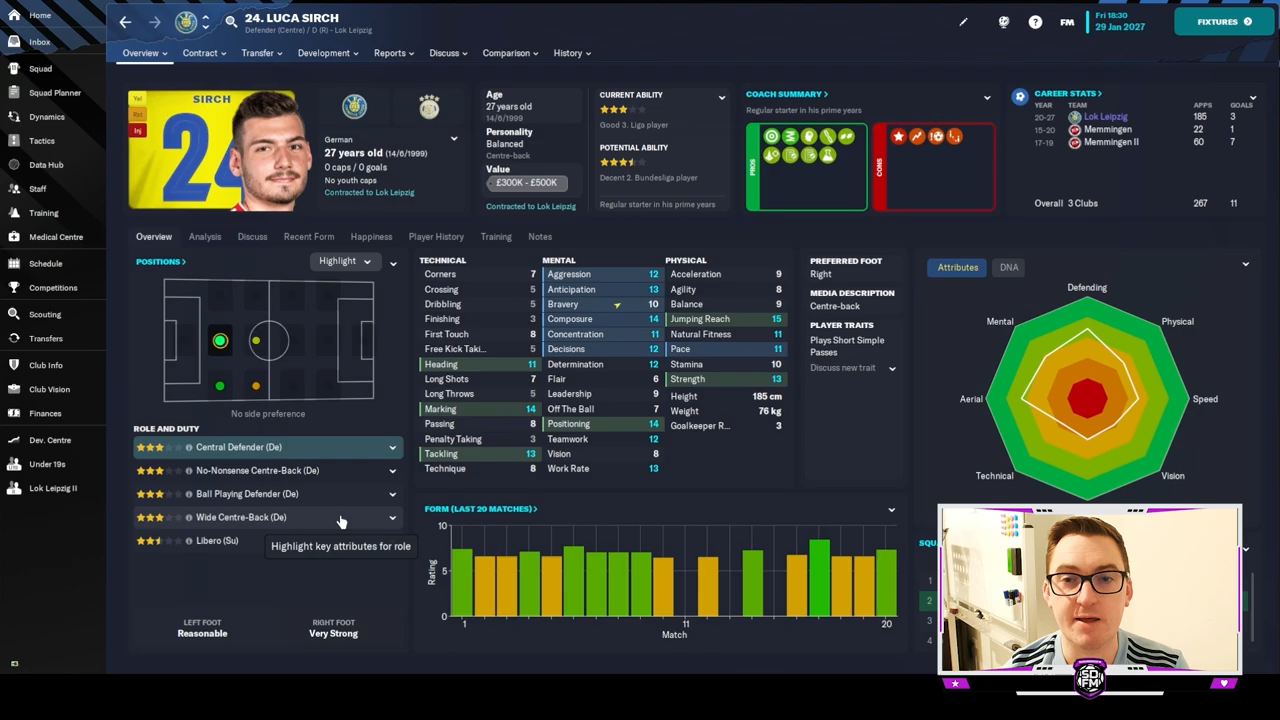 Home
Inbox
Squad
Squad Planner
Dynamics
Tactics
Data Hub
Staff
Training
Medical Centre
Schedule
Competitions
Scouting
Transfers
Club Info
Club Vision
Finances
Dev. Centre
Under 19s
Lok Leipzig II
24. LUCA SIRCH
Defender (Centre) / D (R) - Lok Leipzig
FM
Fri 18:30
29 Jan 2027
FIXTURES
Overview
Contract
Transfer
Development
Reports
Discuss
Comparison
History
Yel
Rst
Inj
SIRCH
24
German
27 years old (14/6/1999)
0 caps / 0 goals
No youth caps
Contracted to Lok Leipzig
Age
27 years old
14/6/1999
Personality
Balanced
Centre-back
Value
£300K - £500K
Contracted to Lok Leipzig
CURRENT ABILITY
Good 3. Liga player
POTENTIAL ABILITY
Decent 2. Bundesliga player
Regular starter in his prime years
COACH SUMMARY >
Regular starter in his prime years
PROS
CONS
CAREER STATS >
YEAR TEAM APPS GOALS
20-27 Lok Leipzig 185 3
15-20 Memmingen 22 1
17-19 Memmingen II 60 7
Overall 3 Clubs 267 11
Overview
Analysis
Discuss
Recent Form
Happiness
Player History
Training
Notes
POSITIONS >
Highlight
No side preference
ROLE AND DUTY
Central Defender (De)
No-Nonsense Centre-Back (De)
Ball Playing Defender (De)
Wide Centre-Back (De)
Libero (Su)
Highlight key attributes for role
LEFT FOOT
Reasonable
RIGHT FOOT
Very Strong
TECHNICAL
Corners 7
Crossing 5
Dribbling 5
Finishing 3
First Touch 8
Free Kick Taki... 5
Heading 11
Long Shots 7
Long Throws 5
Marking 14
Passing 8
Penalty Taking 3
Tackling 13
Technique 8
MENTAL
Aggression 12
Anticipation 13
Bravery 10
Composure 14
Concentration 11
Decisions 12
Determination 12
Flair 6
Leadership 9
Off The Ball 7
Positioning 14
Teamwork 12
Vision 8
Work Rate 13
PHYSICAL
Acceleration 9
Agility 8
Balance 9
Jumping Reach 15
Natural Fitness 11
Pace 11
Stamina 10
Strength 13
Height 185 cm
Weight 76 kg
Goalkeeper R... 3
PREFERRED FOOT
Right
MEDIA DESCRIPTION
Centre-back
PLAYER TRAITS
Plays Short Simple
Passes
Discuss new trait
Attributes
DNA
Defending
Mental
Physical
Aerial
Speed
Technical
Vision
FORM (LAST 20 MATCHES) >
Rating
10
5
0
1
11
20
Match
1
2
3
4
SDFM